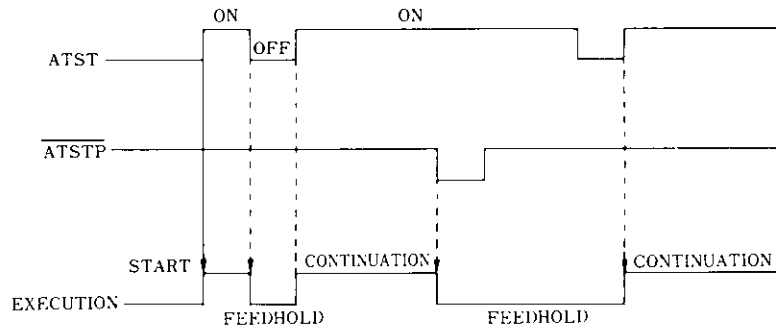 ON
ON
OFF
ATST
ATSTP
START
CONTINUATION
CONTINUATION
EXECUTION
FEEDHOLD
FEEDHOLD